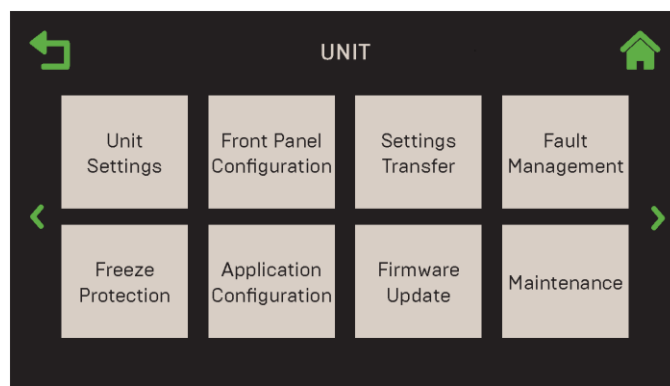 UNIT
Unit
Settings
Front Panel
Configuration
Settings
Transfer
Fault
Management
Freeze
Protection
Application
Configuration
Firmware
Update
Maintenance